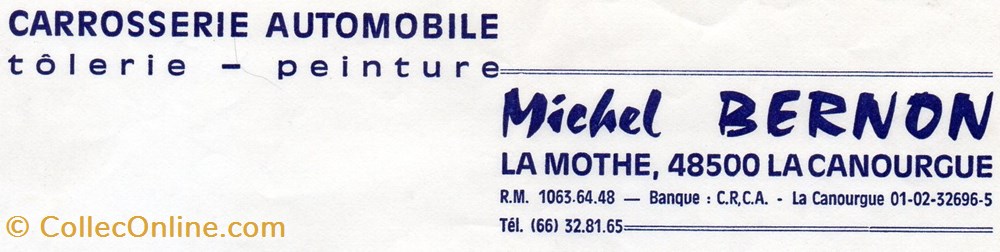 CARROSSERIE AUTOMOBILE
tôlerie – peinture
Michel BERNON
LA MOTHE, 48500 LA CANOURGUE
R.M. 1063.64.48 — Banque : C.R,C.A. - La Canourgue 01-02-32696-5
Tél. (66) 32.81.65
© CollecOnline.com